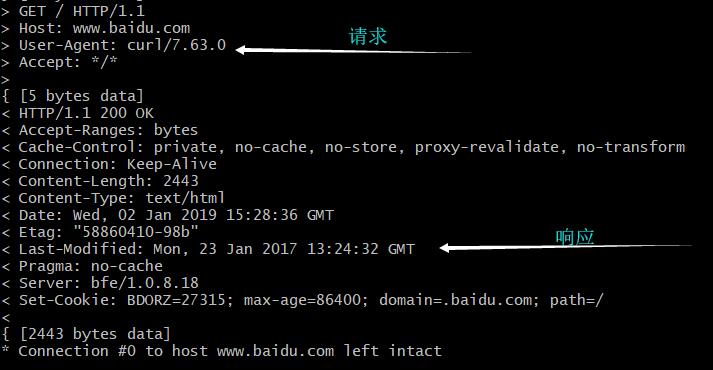 > GET / HTTP/1.1
> Host: www.baidu.com
> User-Agent: curl/7.63.0
请求
> Accept: */*
>
{ [5 bytes data]
< HTTP/1.1 200 OK
< Accept-Ranges: bytes
< Cache-Control: private, no-cache, no-store, proxy-revalidate, no-transform
< Connection: Keep-Alive
< Content-Length: 2443
< Content-Type: text/html
< Date: Wed, 02 Jan 2019 15:28:36 GMT
< Etag: "58860410-98b"
< Last-Modified: Mon, 23 Jan 2017 13:24:32 GMT
响应
< Pragma: no-cache
< Server: bfe/1.0.8.18
< Set-Cookie: BDORZ=27315; max-age=86400; domain=.baidu.com; path=/
<
{ [2443 bytes data]
* Connection #0 to host www.baidu.com left intact